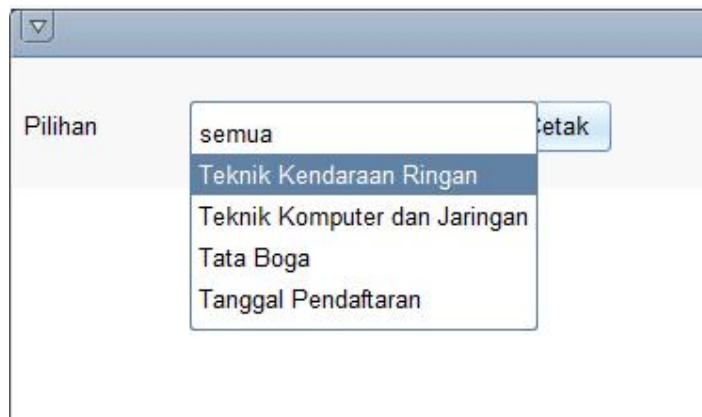 Pilihan
semua
Teknik Kendaraan Ringan
Teknik Komputer dan Jaringan
Tata Boga
Tanggal Pendaftaran